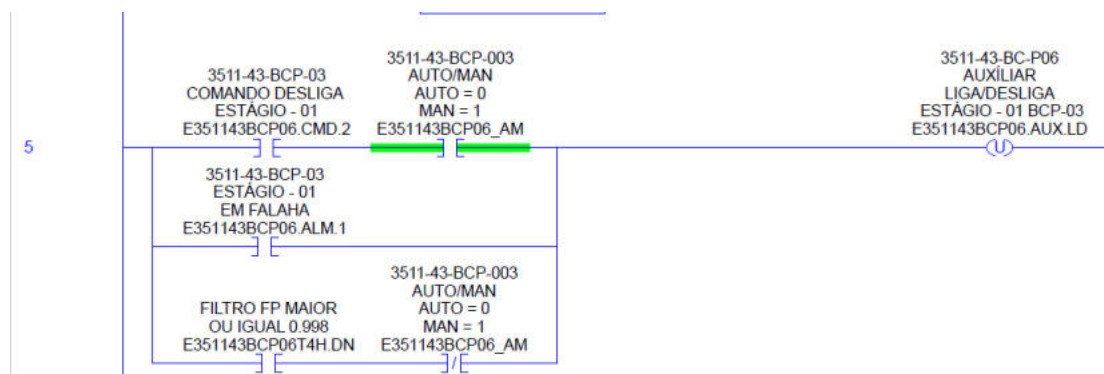 3511-43-BCP-03
COMANDO DESLIGA
ESTÁGIO - 01
E351143BCP06.CMD.2
3511-43-BCP-003
AUTO/MAN
AUTO = 0
MAN = 1
E351143BCP06_AM
3511-43-BC-P06
AUXÍLIAR
LIGA/DESLIGA
ESTÁGIO - 01 BCP-03
E351143BCP06.AUX.LD
5
U
3511-43-BCP-03
ESTÁGIO - 01
EM FALAHA
E351143BCP06.ALM.1
FILTRO FP MAIOR
OU IGUAL 0.998
E351143BCP06T4H.DN
3511-43-BCP-003
AUTO/MAN
AUTO = 0
MAN = 1
E351143BCP06_AM